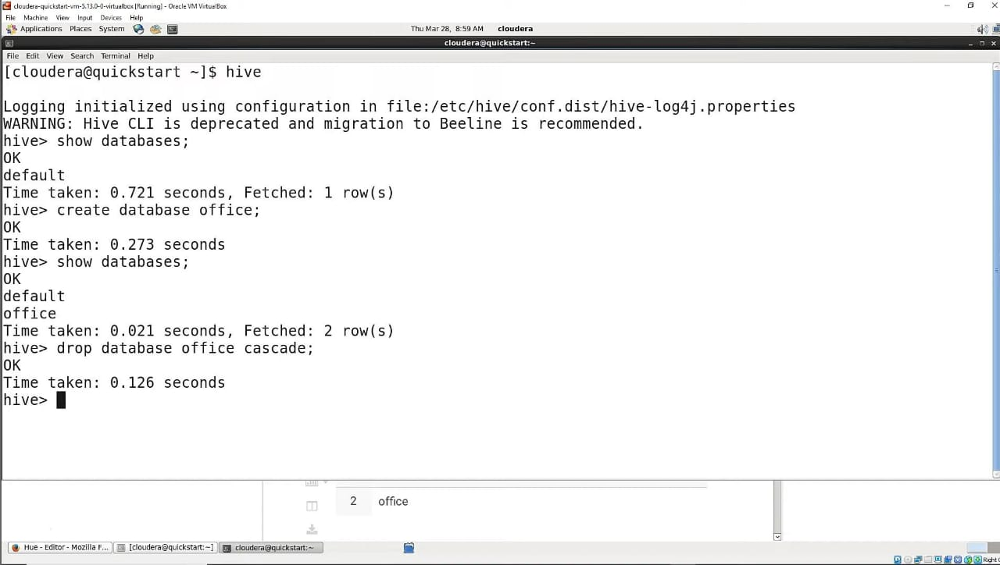 cloudera-quickstart-vm-5.13.0-0-virtualbox [Running] - Oracle VM VirtualBox
File Machine View Input Devices Help
Applications Places System Thu Mar 28, 8:59 AM cloudera
cloudera@quickstart:~
File Edit View Search Terminal Help
[cloudera@quickstart ~]$ hive
Logging initialized using configuration in file:/etc/hive/conf.dist/hive-log4j.properties
WARNING: Hive CLI is deprecated and migration to Beeline is recommended.
hive> show databases;
OK
default
Time taken: 0.721 seconds, Fetched: 1 row(s)
hive> create database office;
OK
Time taken: 0.273 seconds
hive> show databases;
OK
default
office
Time taken: 0.021 seconds, Fetched: 2 row(s)
hive> drop database office cascade;
OK
Time taken: 0.126 seconds
hive>
2 office
Hue - Editor - Mozilla F... [cloudera@quickstart:~] cloudera@quickstart:~
Right C